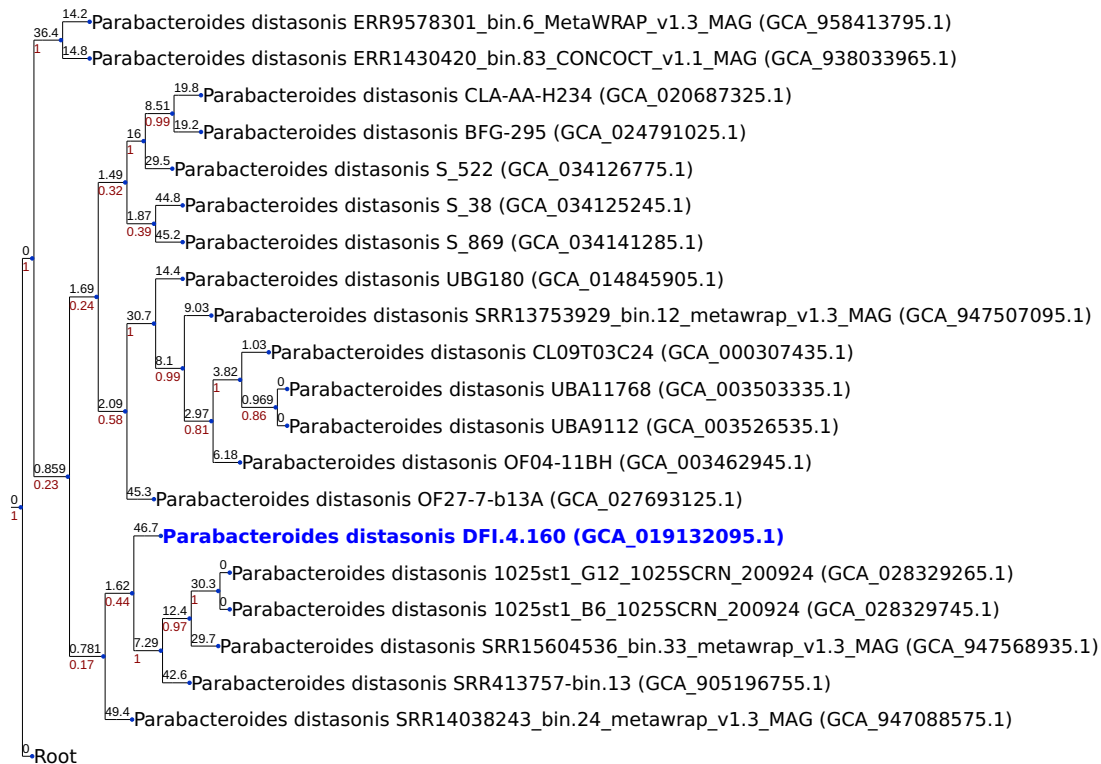 14.2 Parabacteroides distasonis ERR9578301_bin.6_MetaWRAP_v1.3_MAG (GCA_958413795.1)
36.4
1
14.8 Parabacteroides distasonis ERR1430420_bin.83_CONCOCT_v1.1_MAG (GCA_938033965.1)
19.8 Parabacteroides distasonis CLA-AA-H234 (GCA_020687325.1)
8.51
0.99
19.2 Parabacteroides distasonis BFG-295 (GCA_024791025.1)
16
1
29.5 Parabacteroides distasonis S_522 (GCA_034126775.1)
1.49
0.32
44.8 Parabacteroides distasonis S_38 (GCA_034125245.1)
1.87
0.39
45.2 Parabacteroides distasonis S_869 (GCA_034141285.1)
0
1
14.4 Parabacteroides distasonis UBG180 (GCA_014845905.1)
1.69
0.24
9.03 Parabacteroides distasonis SRR13753929_bin.12_metawrap_v1.3_MAG (GCA_947507095.1)
30.7
1
1.03 Parabacteroides distasonis CL09T03C24 (GCA_000307435.1)
8.1
0.99
3.82
1
0 Parabacteroides distasonis UBA11768 (GCA_003503335.1)
0.969
0.86
2.09
0.58
2.97
0.81
0 Parabacteroides distasonis UBA9112 (GCA_003526535.1)
6.18 Parabacteroides distasonis OF04-11BH (GCA_003462945.1)
0.859
0.23
45.3 Parabacteroides distasonis OF27-7-b13A (GCA_027693125.1)
0
1
46.7 Parabacteroides distasonis DFI.4.160 (GCA_019132095.1)
0 Parabacteroides distasonis 1025st1_G12_1025SCRN_200924 (GCA_028329265.1)
1.62
0.44
30.3
1
0 Parabacteroides distasonis 1025st1_B6_1025SCRN_200924 (GCA_028329745.1)
12.4
0.97
29.7 Parabacteroides distasonis SRR15604536_bin.33_metawrap_v1.3_MAG (GCA_947568935.1)
0.781
0.17
7.29
1
42.6 Parabacteroides distasonis SRR413757-bin.13 (GCA_905196755.1)
49.4 Parabacteroides distasonis SRR14038243_bin.24_metawrap_v1.3_MAG (GCA_947088575.1)
0 Root